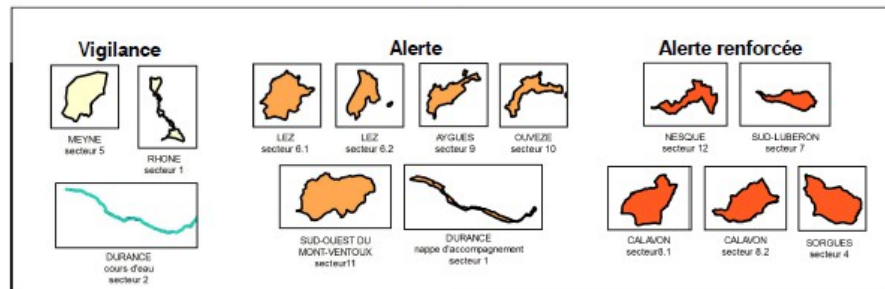 Vigilance
MEYNE
secteur 5
RHONE
secteur 1
DURANCE
cours d'eau
secteur 2
Alerte
LEZ
secteur 6.1
LEZ
secteur 6.2
AYGUES
secteur 9
OUVEZE
secteur 10
SUD-OUEST DU
MONT-VENTOUX
secteur11
DURANCE
nappe d'accompagnement
secteur 1
Alerte renforcée
NESQUE
secteur 12
SUD-LUBERON
secteur 7
CALAVON
secteur8.1
CALAVON
secteur 8.2
SORGUES
secteur 4